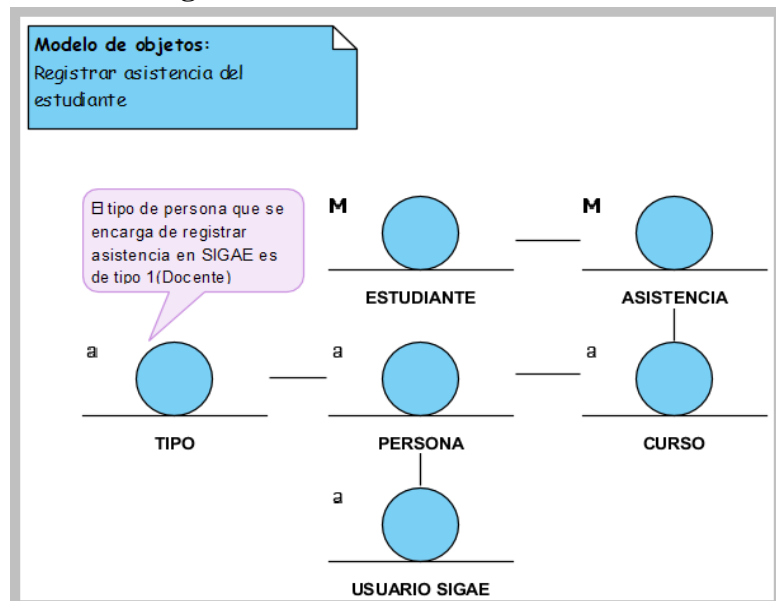 Modelo de objetos:
Registrar asistencia del
estudiante
El tipo de persona que se
encarga de registrar
asistencia en SIGAE es
de tipo 1(Docente)
M
M
ESTUDIANTE
ASISTENCIA
a
a
a
TIPO
PERSONA
CURSO
a
USUARIO SIGAE